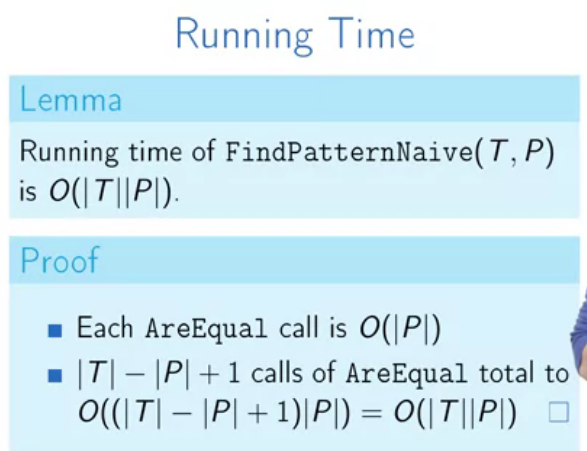 Running Time
Lemma
Running time of FindPatternNaive(T, P)
is O(|T||P|).
Proof
Each AreEqual call is O(|P|)
|T| − |P| + 1 calls of AreEqual total to
O((|T| − |P| + 1)|P|) = O(|T||P|) □